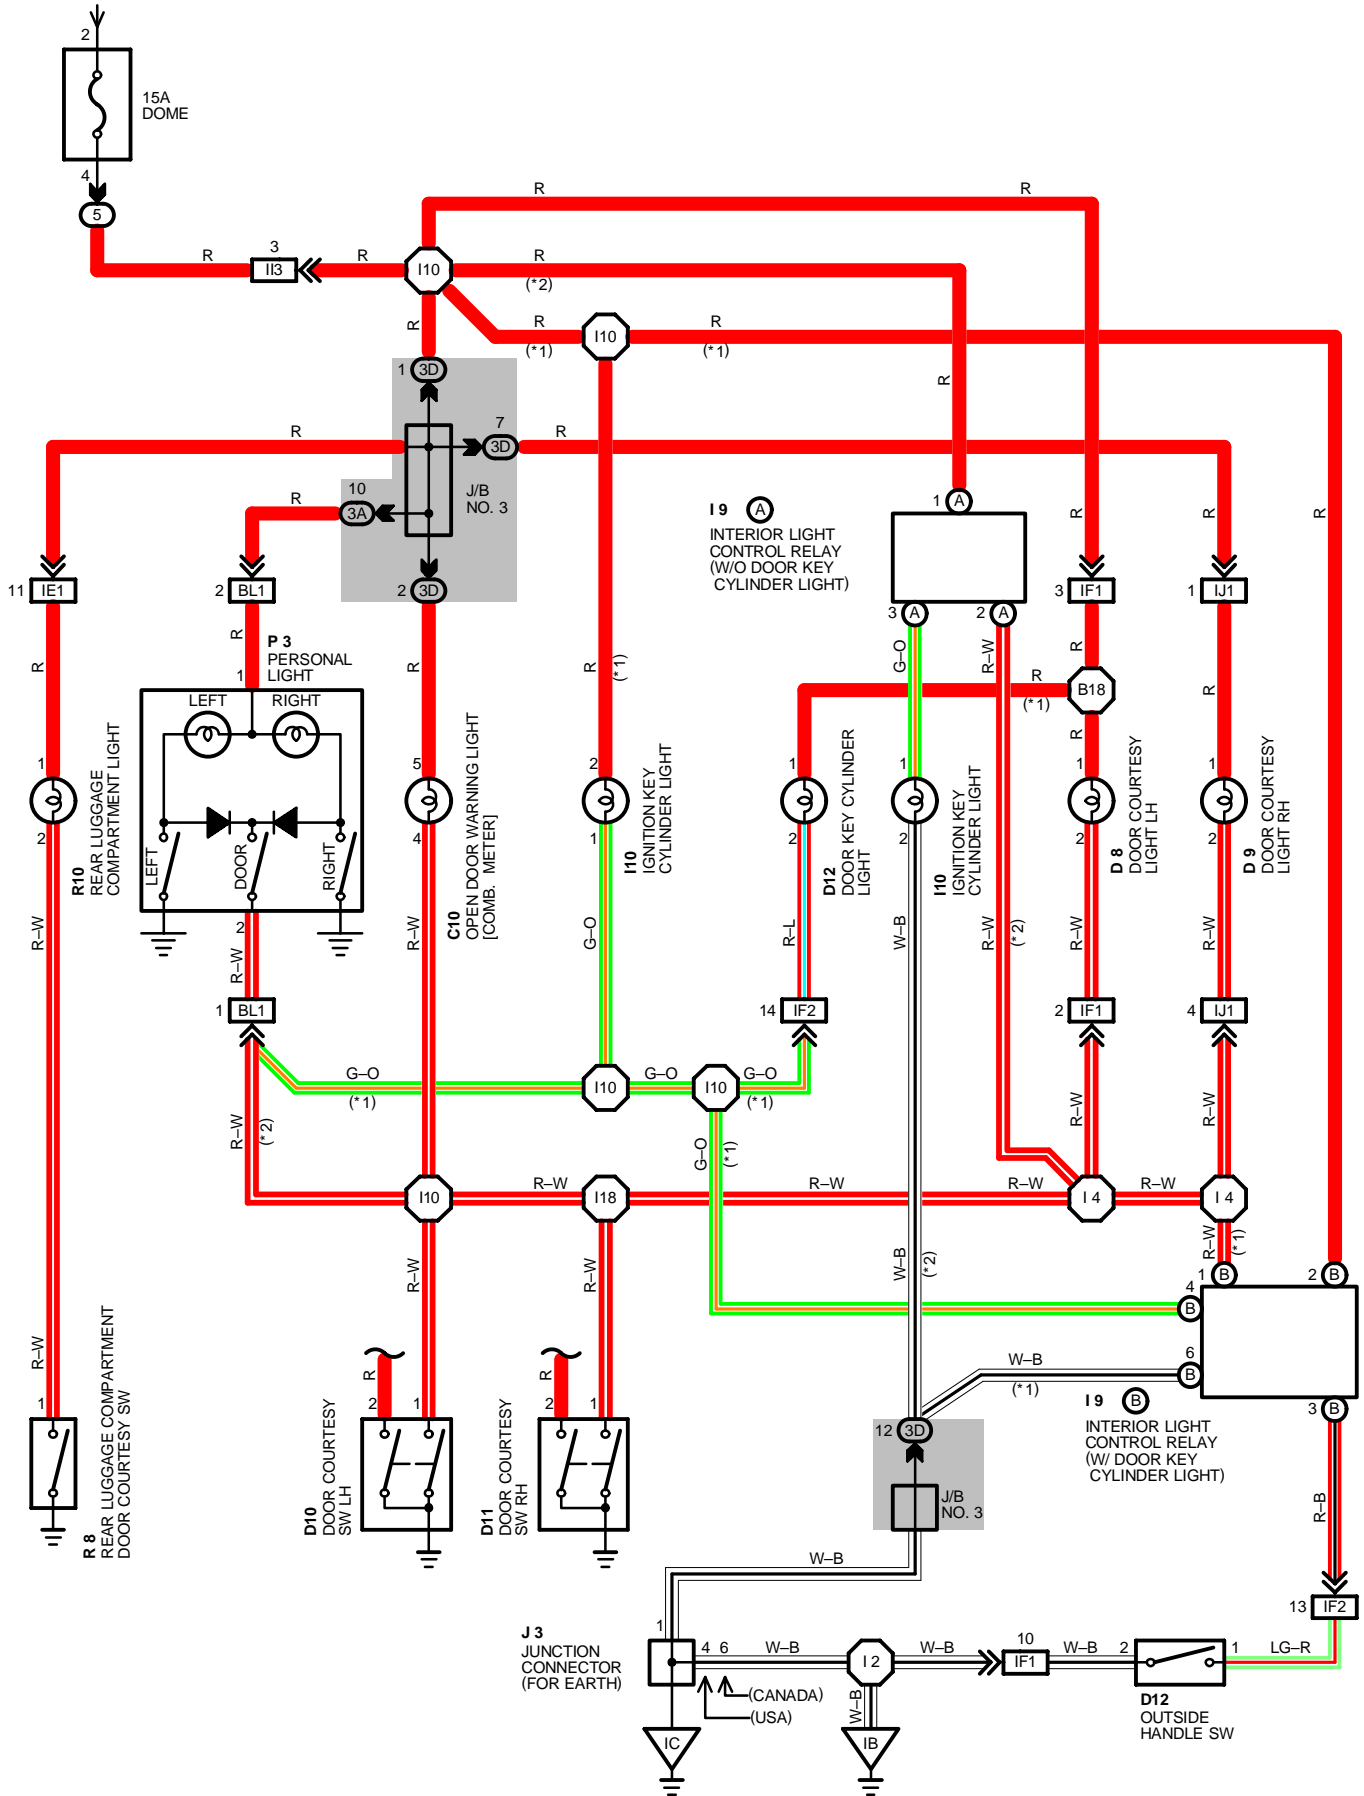 2
15A
DOME
4
5
R
R
R
3
II3
R
R
I10
R
(*2)
R
(*1)
I10
R
(*1)
R
1
3D
R
7
3D
R
R
10
3A
R
J/B
NO. 3
2
3D
I 9
A
INTERIOR LIGHT
CONTROL RELAY
(W/O DOOR KEY
CYLINDER LIGHT)
1
A
R
R
R
11
IE1
2
BL1
3
A
2
A
3
IF1
1
IJ1
R
R
P 3
PERSONAL
LIGHT
1
LEFT
RIGHT
LEFT
DOOR
RIGHT
2
R
R
(*1)
G–O
R–W
R
(*1)
R
B18
R
R
1
2
R10
REAR LUGGAGE
COMPARTMENT LIGHT
5
4
C10
OPEN DOOR WARNING LIGHT
[COMB. METER]
2
1
I10
IGNITION KEY
CYLINDER LIGHT
1
2
D12
DOOR KEY CYLINDER
LIGHT
1
2
I10
IGNITION KEY
CYLINDER LIGHT
1
2
D 8
DOOR COURTESY
LIGHT LH
1
2
D 9
DOOR COURTESY
LIGHT RH
R–W
R–W
R–W
G–O
R–L
W–B
R–W
(*2)
R–W
R–W
1
BL1
14
IF2
2
IF1
4
IJ1
G–O
(*1)
I10
G–O
I10
G–O
(*1)
R–W
(*2)
G–O
(*1)
R–W
R–W
I10
R–W
I18
R–W
R–W
I 4
R–W
I 4
R–W
R–W
W–B
(*2)
R–W
(*1)
1
B
2
B
4
B
6
B
3
B
W–B
(*1)
I 9
B
INTERIOR LIGHT
CONTROL RELAY
(W/ DOOR KEY
CYLINDER LIGHT)
R–W
1
R 8
REAR LUGGAGE COMPARTMENT
DOOR COURTESY SW
R
2
1
D10
DOOR COURTESY
SW LH
R
2
1
D11
DOOR COURTESY
SW RH
12
3D
J/B
NO. 3
R–B
W–B
13
IF2
J 3
JUNCTION
CONNECTOR
(FOR EARTH)
1
4
6
W–B
I 2
W–B
10
IF1
W–B
2
1
LG–R
(CANADA)
(USA)
W–B
D12
OUTSIDE
HANDLE SW
IC
IB